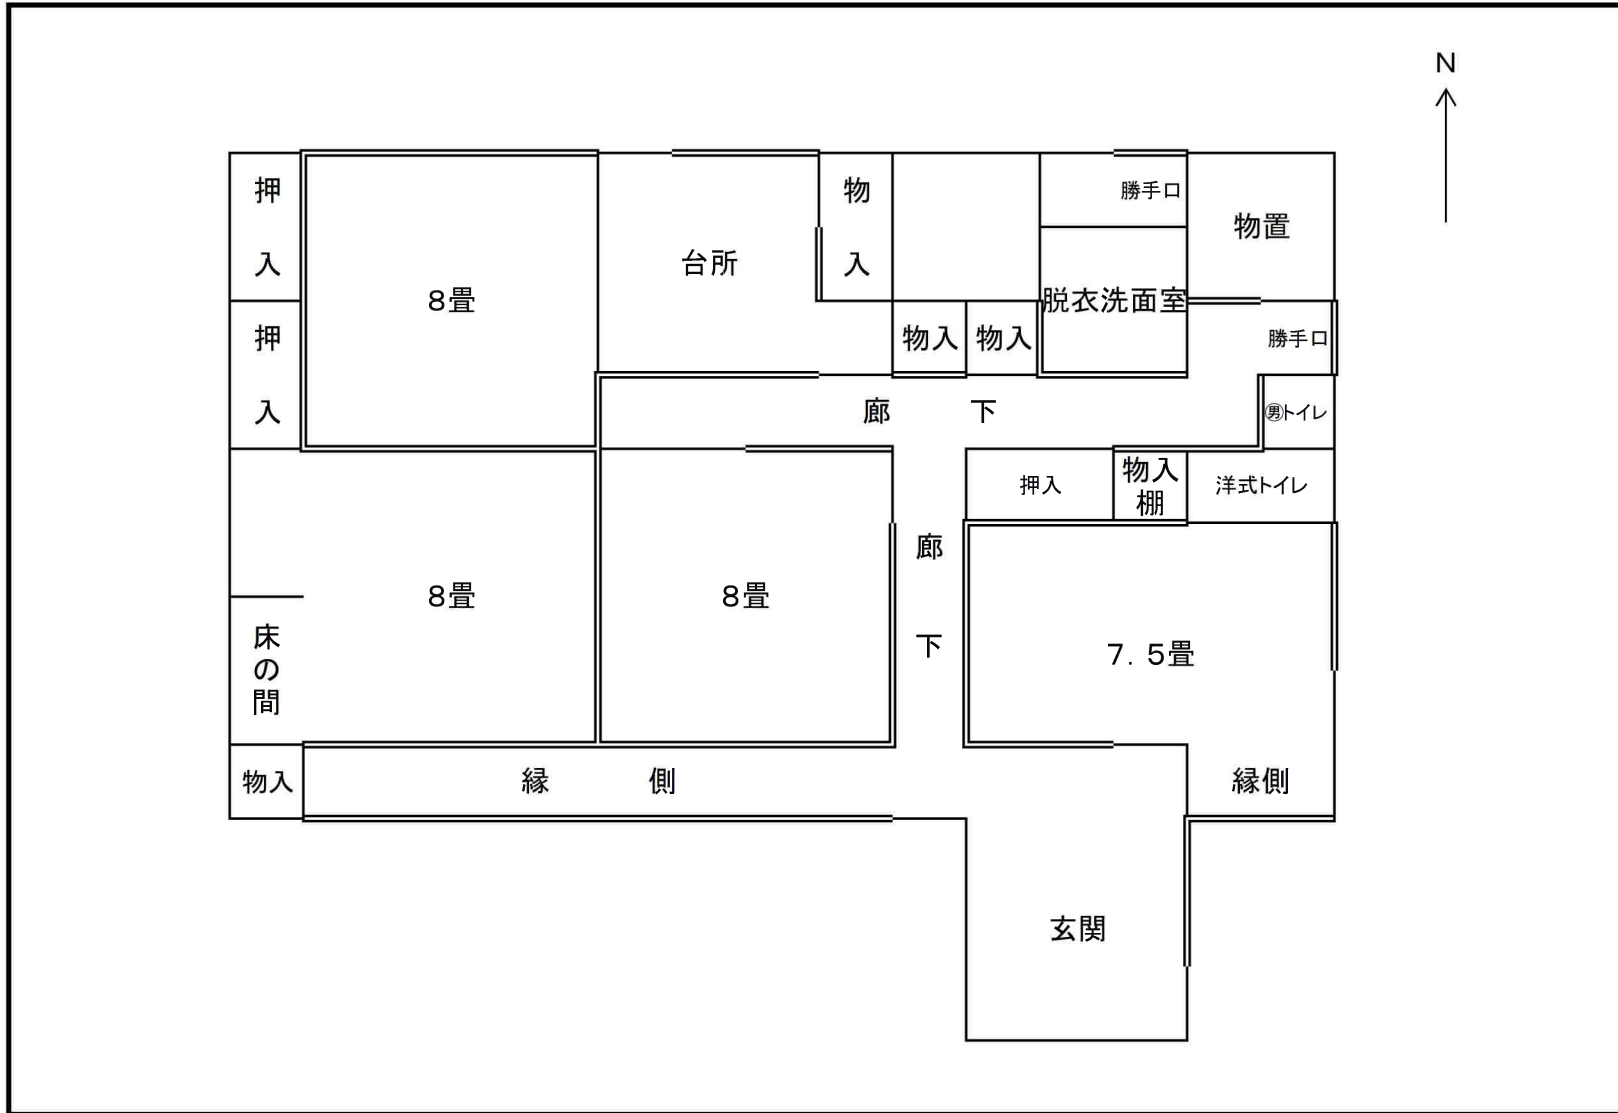 N
押入
8畳
台所
物入
勝手口
物置
脱衣洗面室
押入
物入
物入
勝手口
廊下
㊚トイレ
押入
物入
棚
洋式トイレ
廊下
8畳
8畳
7.5畳
床の間
物入
縁側
縁側
玄関